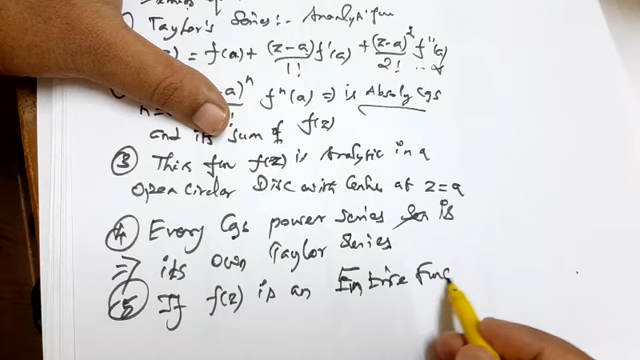 Taylor's Series :- Analytic fun
= f(a) + (z-a)/1! f'(a) + (z-a)²/2! f''(a) ---
-a)ⁿ fⁿ(a) ⇒ is Absoly Cgs
and its sum of f(z)
③ This fun f(z) is Analytic in a
open circular Disc with Centre at z=a
④ Every Cgs power series is
⇒ its own Taylor Series
⑤ If f(z) is an Entire Func